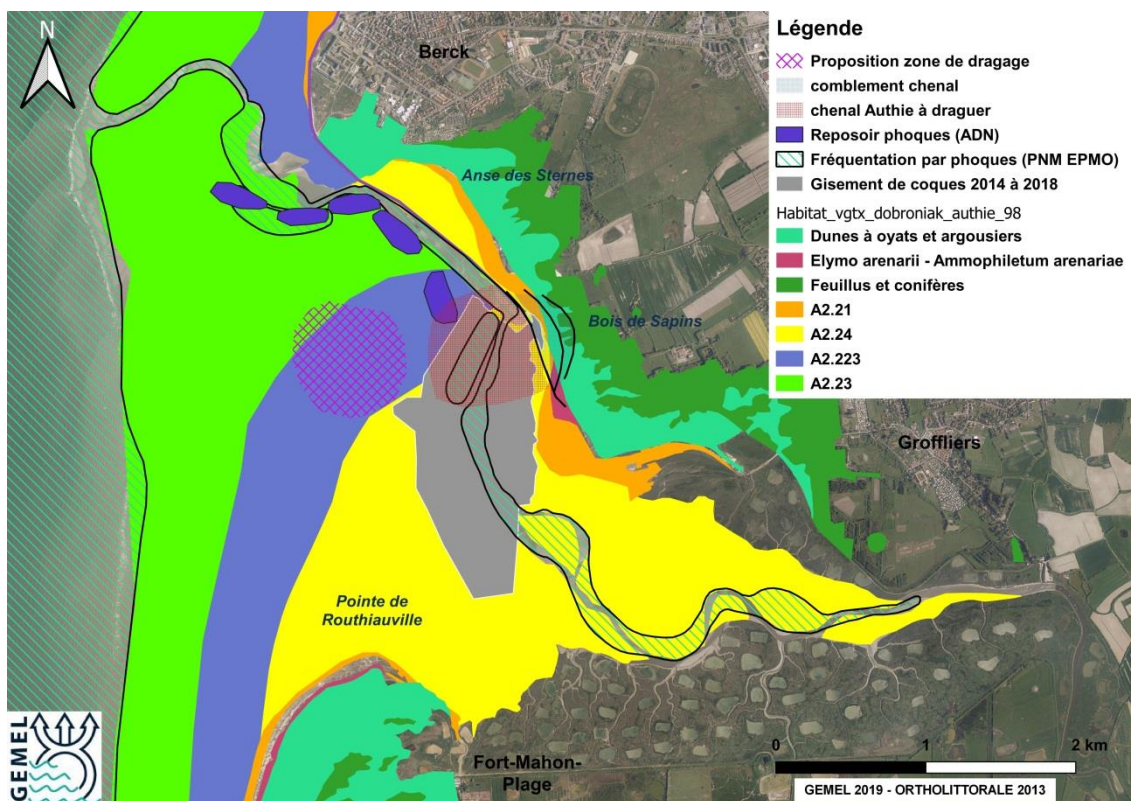 N
Berck
Anse des Sternes
Bois de Sapins
Groffliers
Pointe de
Routhiauville
Fort-Mahon-
Plage
Légende
Proposition zone de dragage
comblement chenal
chenal Authie à draguer
Reposoir phoques (ADN)
Fréquentation par phoques (PNM EPMO)
Gisement de coques 2014 à 2018
Habitat_vgtx_dobroniak_authie_98
Dunes à oyats et argousiers
Elymo arenarii - Ammophiletum arenariae
Feuillus et conifères
A2.21
A2.24
A2.223
A2.23
0 1 2 km
GEMEL 2019 - ORTHOLITTORALE 2013
GEMEL